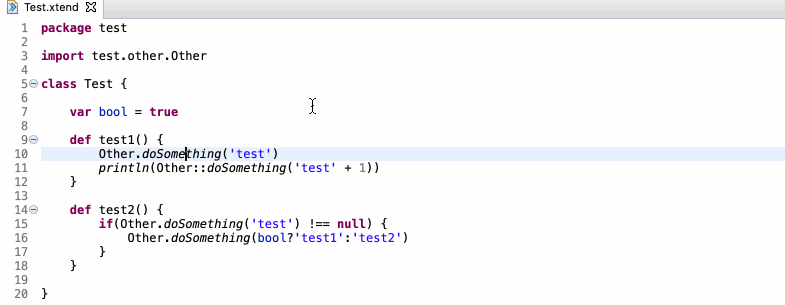 Test.xtend
1 package test
2
3 import test.other.Other
4
5 class Test {
6
7     var bool = true
8
9     def test1() {
10         Other.doSomething('test')
11         println(Other::doSomething('test' + 1))
12     }
13
14     def test2() {
15         if(Other.doSomething('test') !== null) {
16             Other.doSomething(bool?'test1':'test2')
17         }
18     }
19
20 }